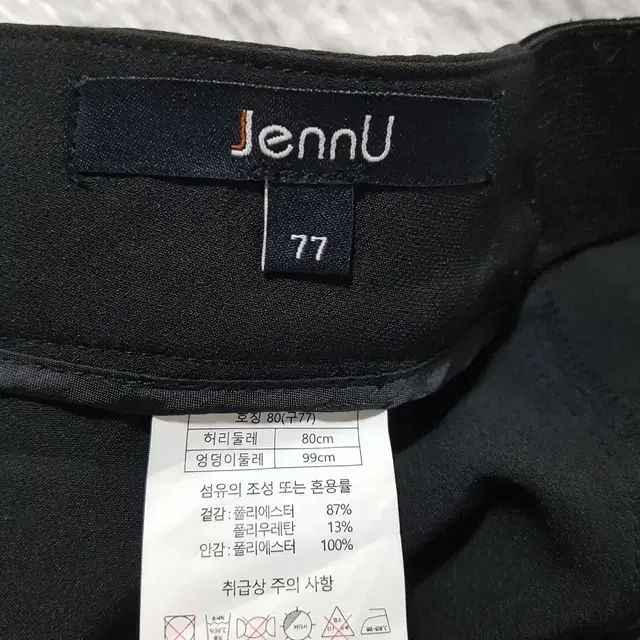 JennU
77
호칭 80(구77)
허리둘레 80cm
엉덩이둘레 99cm
섬유의 조성 또는 혼용률
겉감 : 폴리에스터 87%
폴리우레탄 13%
안감 : 폴리에스터 100%
취급상 주의 사항